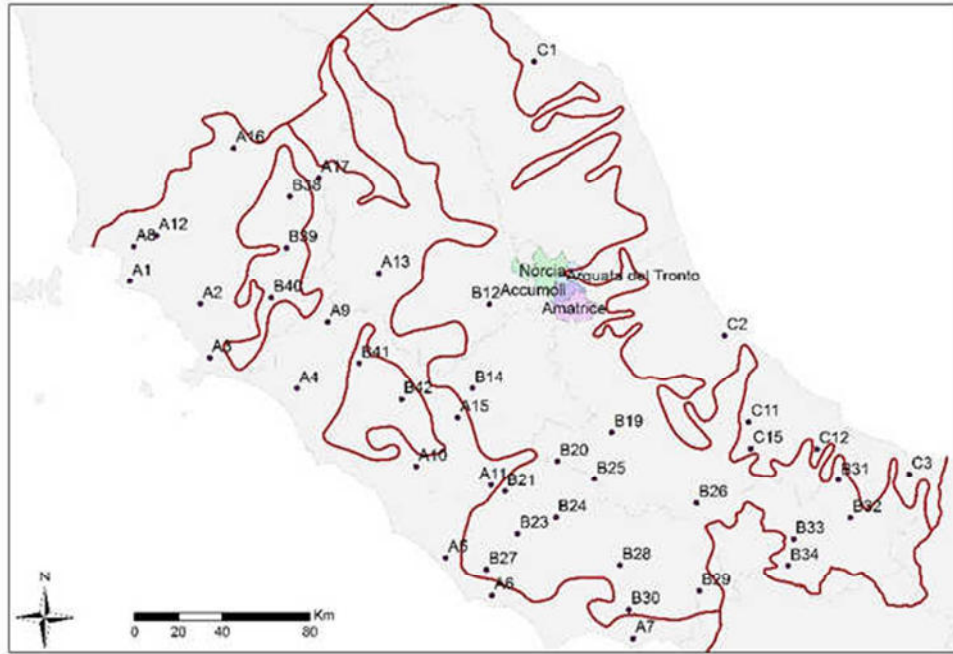 C1
A16
A17
B38
A8
A12
B39
A13
Norcia
Arquata del Tronto
A1
Accumoli
B12
Amatrice
A2
B40
A9
C2
A3
B41
A4
B42
B14
A15
C11
B19
C15
C12
A10
B20
A11
B21
B25
B31
C3
B26
B24
B32
B23
B33
A5
B27
B28
B34
A6
B29
B30
A7
N
Km
0 20 40 80